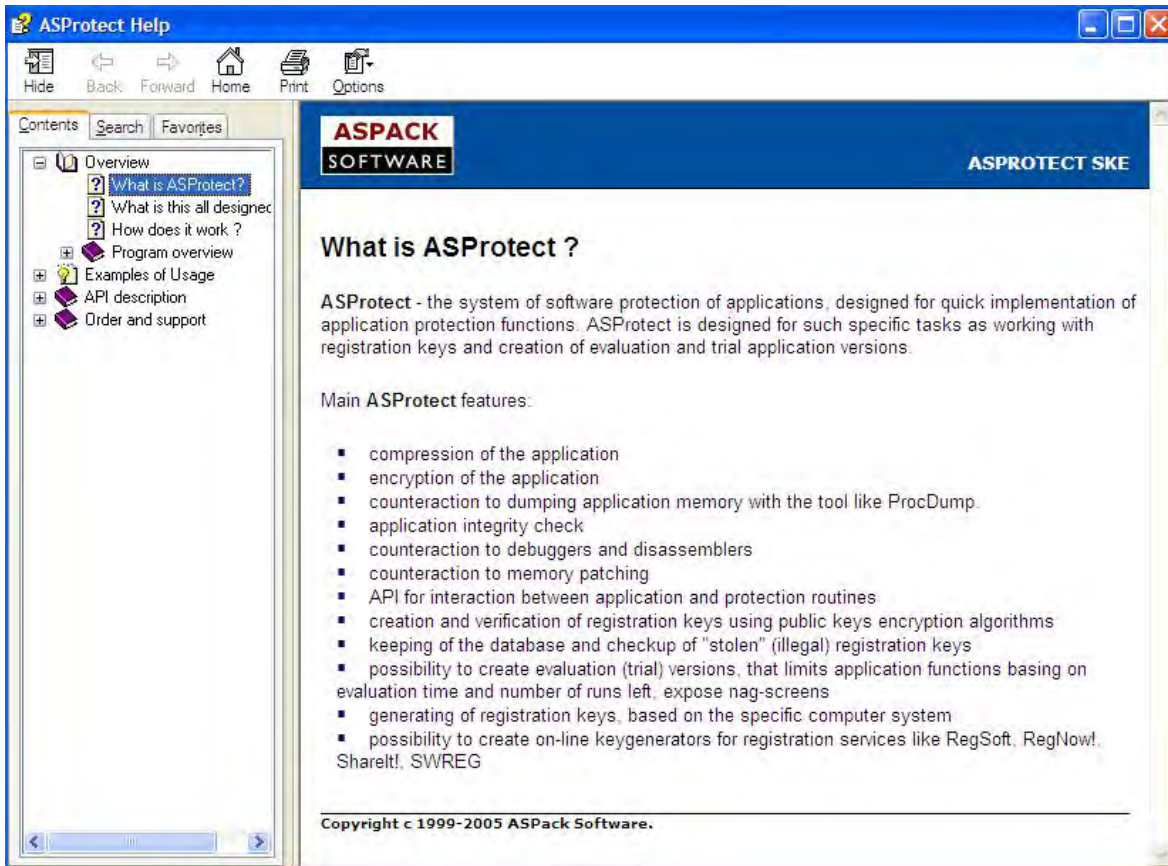 ASProtect Help
Hide Back Forward Home Print Options
Contents Search Favorites
Overview
What is ASProtect?
What is this all designed
How does it work ?
Program overview
Examples of Usage
API description
Order and support
ASPACK
SOFTWARE
ASPROTECT SKE
What is ASProtect ?
ASProtect - the system of software protection of applications, designed for quick implementation of
application protection functions. ASProtect is designed for such specific tasks as working with
registration keys and creation of evaluation and trial application versions.
Main ASProtect features:
compression of the application
encryption of the application
counteraction to dumping application memory with the tool like ProcDump.
application integrity check
counteraction to debuggers and disassemblers
counteraction to memory patching
API for interaction between application and protection routines
creation and verification of registration keys using public keys encryption algorithms
keeping of the database and checkup of "stolen" (illegal) registration keys
possibility to create evaluation (trial) versions, that limits application functions basing on
evaluation time and number of runs left, expose nag-screens
generating of registration keys, based on the specific computer system
possibility to create on-line keygenerators for registration services like RegSoft, RegNow!,
ShareIt!, SWREG
Copyright c 1999-2005 ASPack Software.